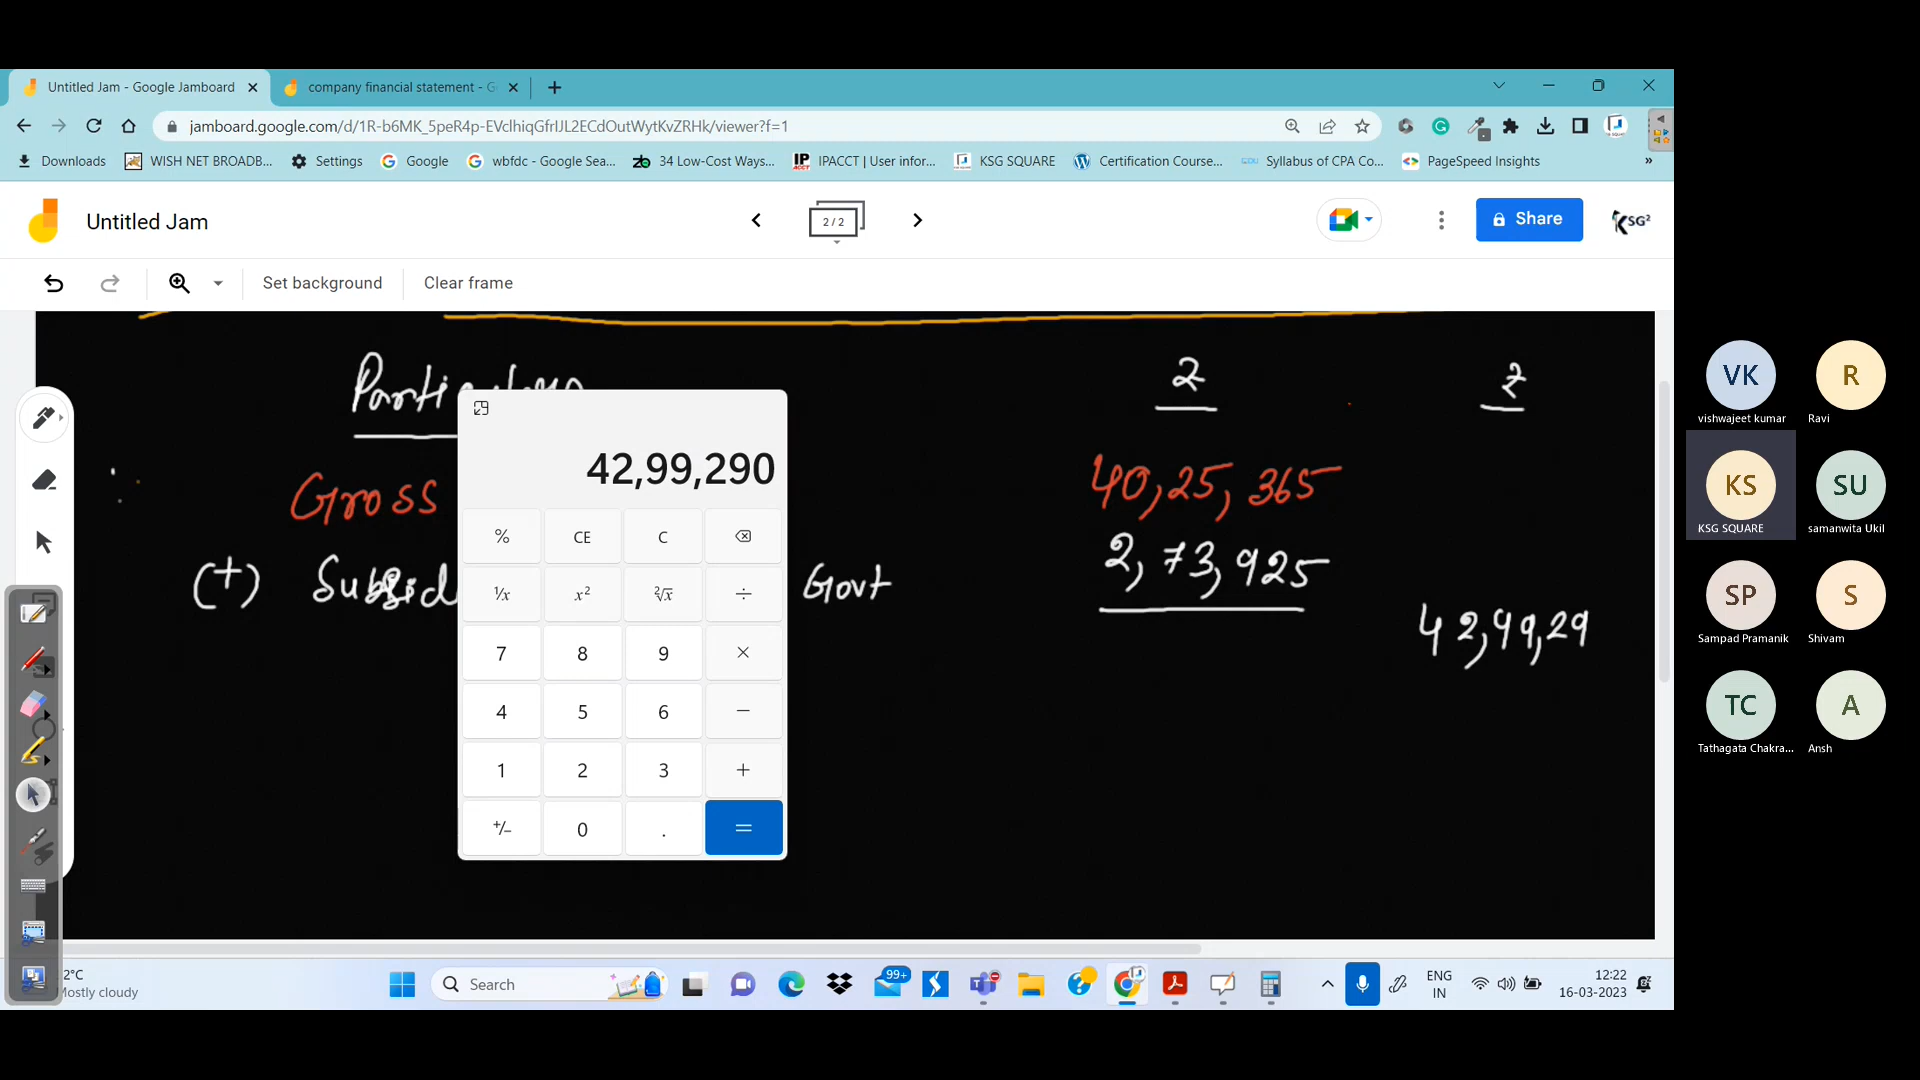 Untitled Jam - Google Jamboard
company financial statement - G
jamboard.google.com/d/1R-b6MK_5peR4p-EVclhiqGfrIJL2ECdOutWytKvZRHk/viewer?f=1
Downloads
WISH NET BROADB...
Settings
Google
wbfdc - Google Sea...
34 Low-Cost Ways...
IPACCT | User infor...
KSG SQUARE
Certification Course...
Syllabus of CPA Co...
PageSpeed Insights
»
Untitled Jam
2 / 2
Share
KSG²
Set background
Clear frame
42,99,290
% CE C
1/x x² ²√x ÷
7 8 9 ×
4 5 6 −
1 2 3 +
+/− 0 . =
Gross
40,25,365
(+)
Govt
2,73,925
42,99,29
VK
vishwajeet kumar
R
Ravi
KS
KSG SQUARE
SU
samanwita Ukil
SP
Sampad Pramanik
S
Shivam
TC
Tathagata Chakra...
A
Ansh
2°C
Mostly cloudy
Search
99+
ENG
IN
12:22
16-03-2023